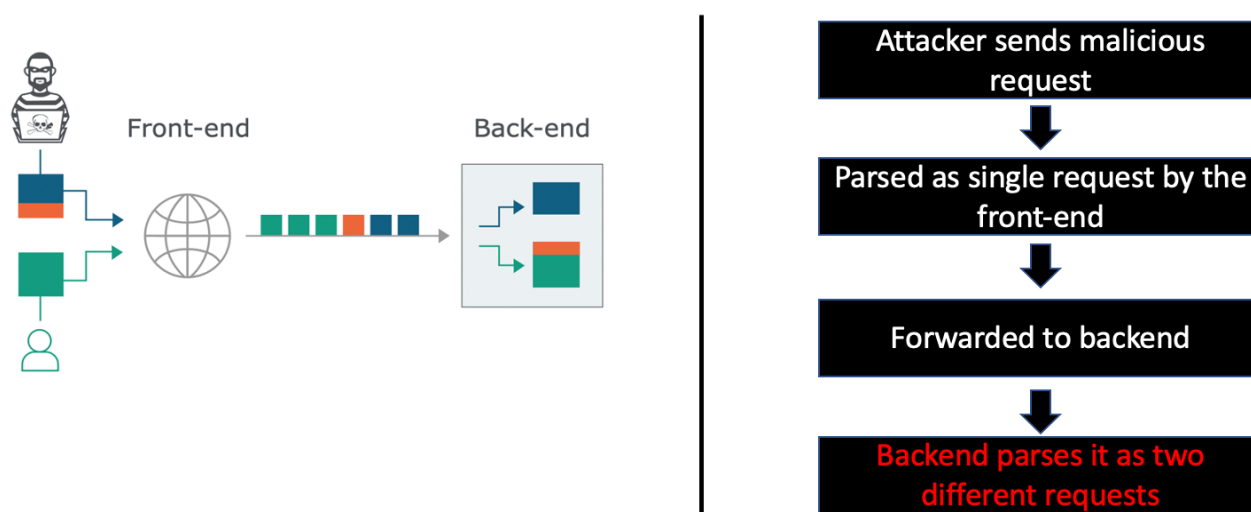 Front-end
Back-end
Attacker sends malicious
request
Parsed as single request by the
front-end
Forwarded to backend
Backend parses it as two
different requests